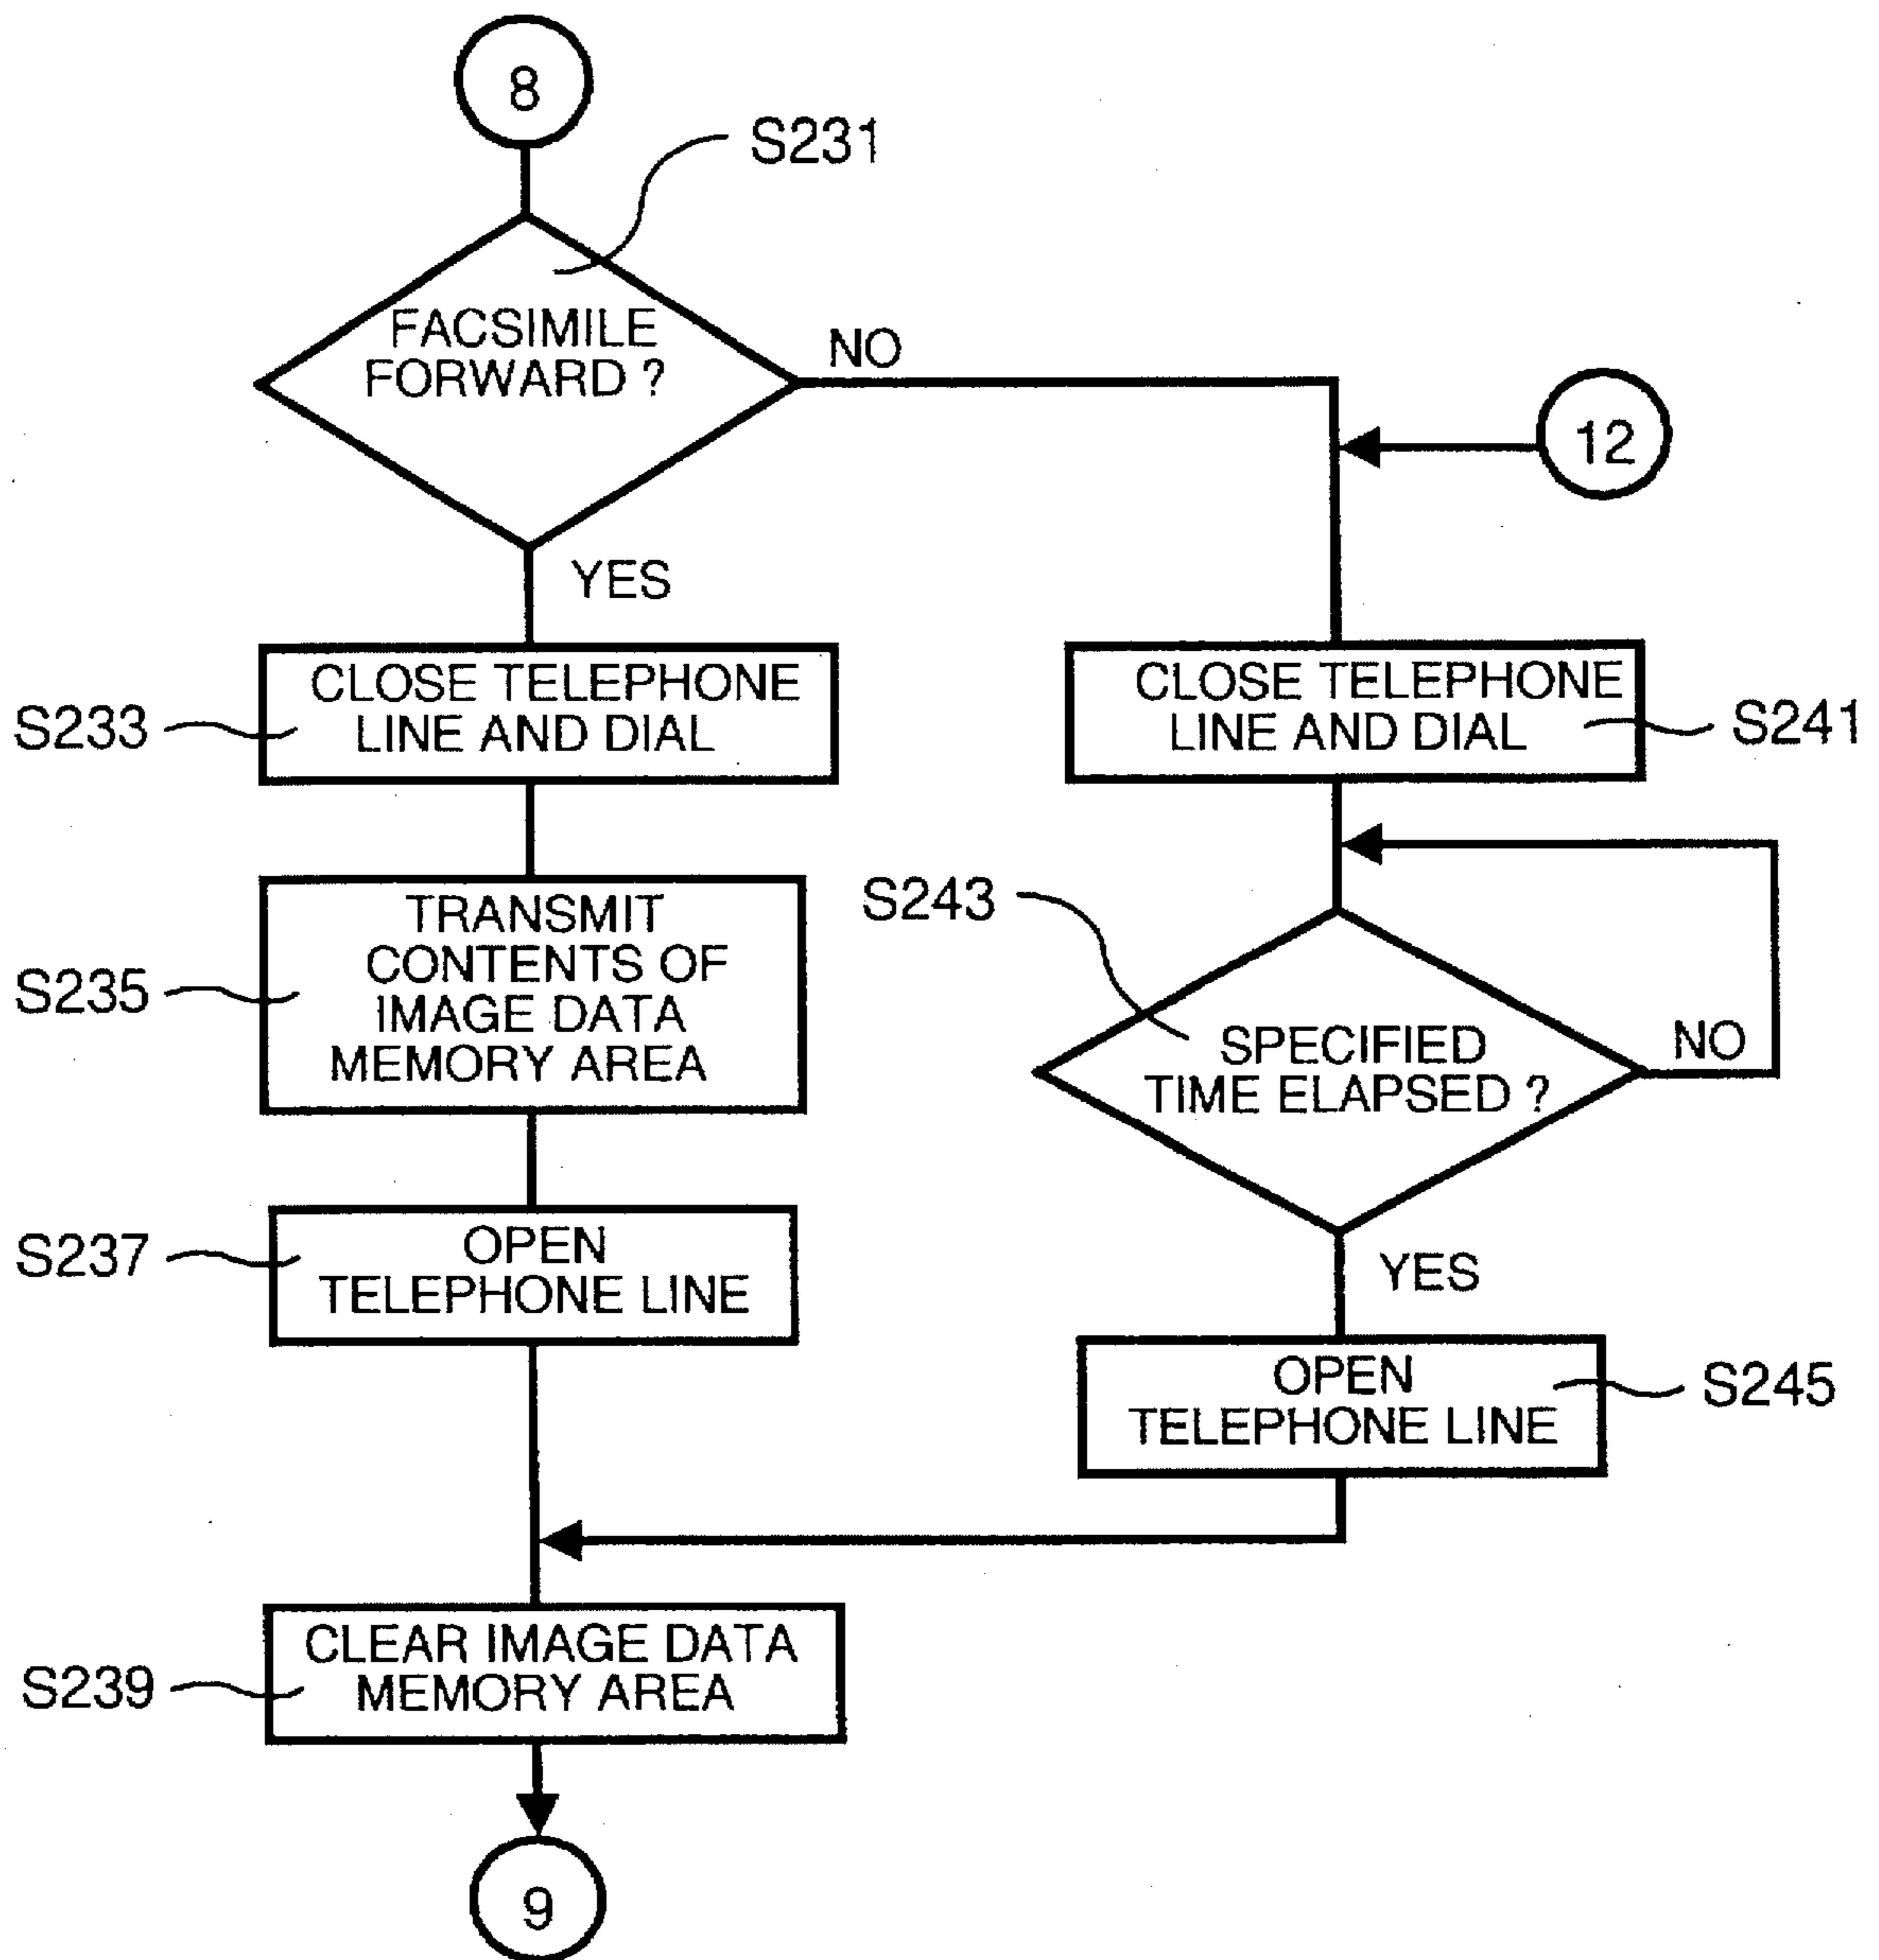 8
S231
FACSIMILE
FORWARD ?
NO
12
YES
CLOSE TELEPHONE
LINE AND DIAL
S233
CLOSE TELEPHONE
LINE AND DIAL
S241
TRANSMIT
CONTENTS OF
IMAGE DATA
MEMORY AREA
S235
S243
SPECIFIED
TIME ELAPSED ?
NO
S237
OPEN
TELEPHONE LINE
YES
OPEN
TELEPHONE LINE
S245
CLEAR IMAGE DATA
MEMORY AREA
S239
9